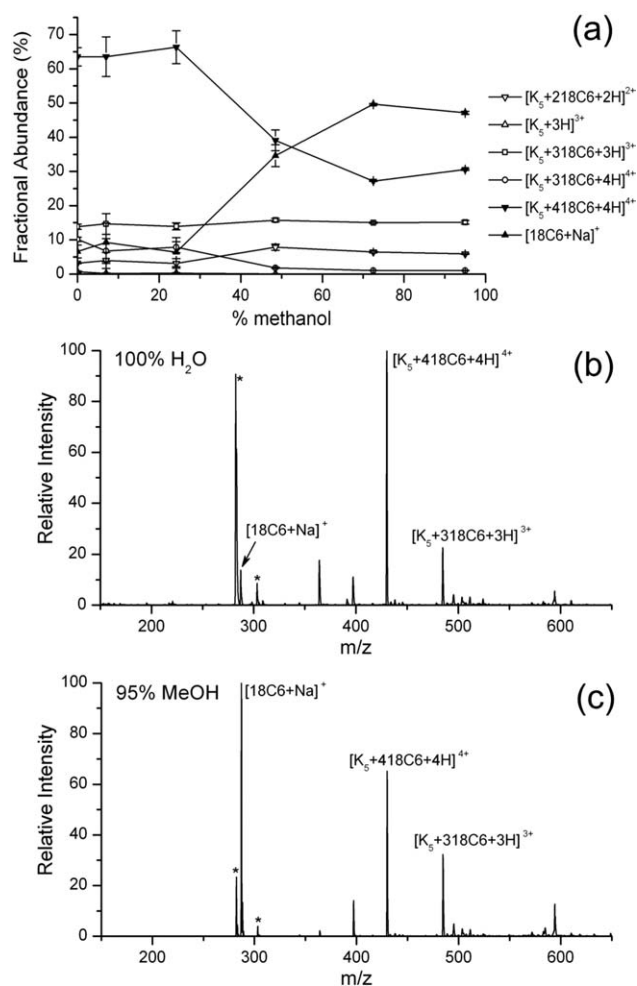 (a)
Fractional Abundance (%)
70
60
50
40
30
20
10
0
0 20 40 60 80 100
% methanol
[K₅+218C6+2H]²⁺
[K₅+3H]³⁺
[K₅+318C6+3H]³⁺
[K₅+318C6+4H]⁴⁺
[K₅+418C6+4H]⁴⁺
[18C6+Na]⁺
(b)
100% H₂O
Relative Intensity
100
80
60
40
20
0
*
[18C6+Na]⁺
*
[K₅+418C6+4H]⁴⁺
[K₅+318C6+3H]³⁺
200 300 400 500 600
m/z
(c)
95% MeOH
Relative Intensity
100
80
60
40
20
0
[18C6+Na]⁺
*
*
[K₅+418C6+4H]⁴⁺
[K₅+318C6+3H]³⁺
200 300 400 500 600
m/z